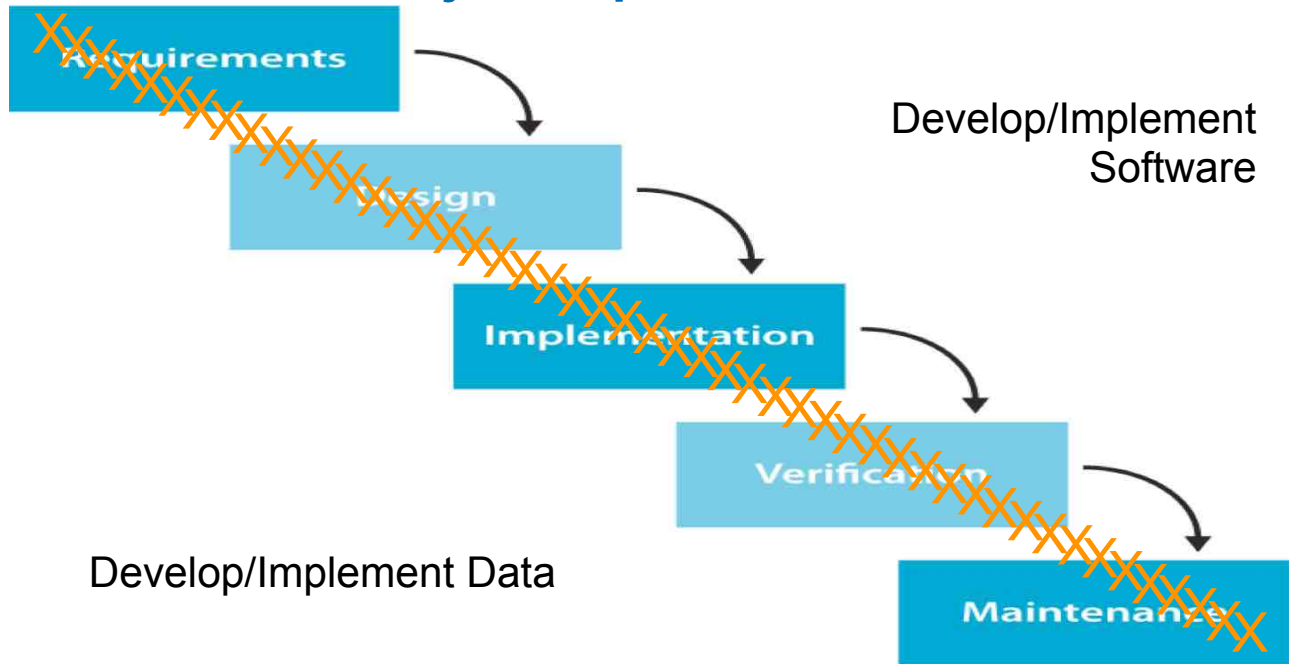 Requirements
Develop/Implement
Software
Design
Implementation
Verification
Develop/Implement Data
Maintenance